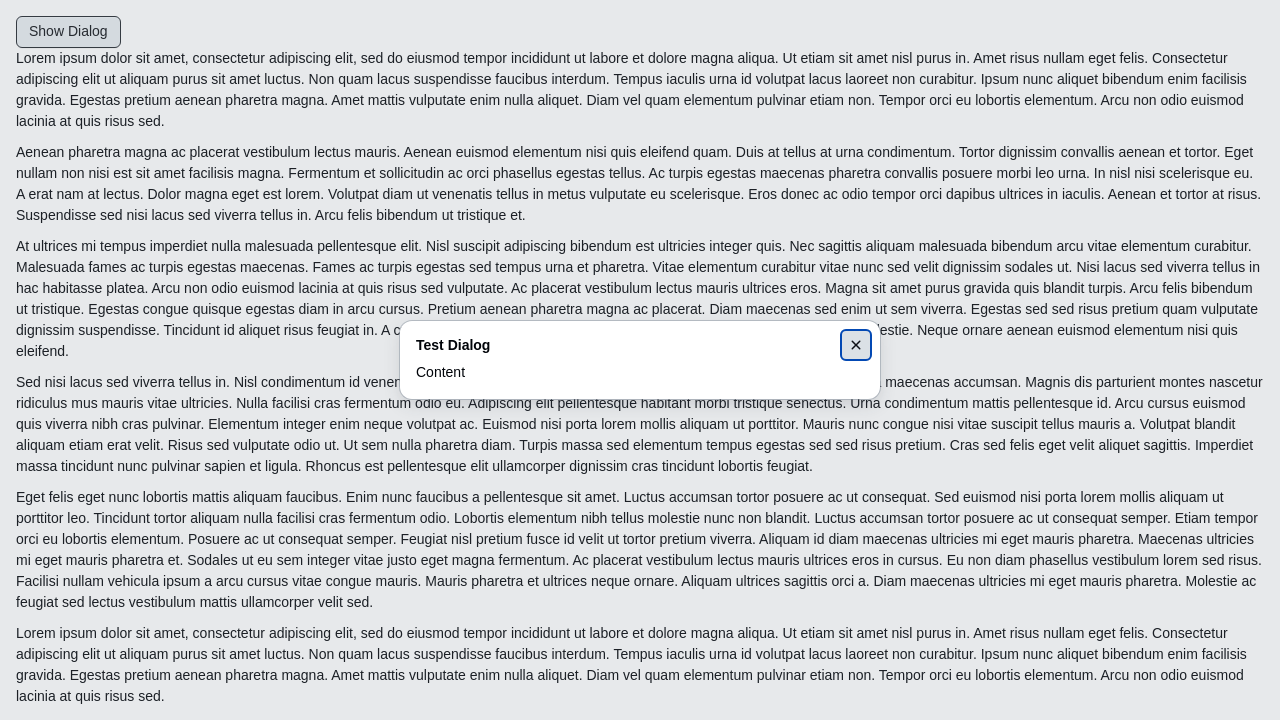 Show Dialog
Lorem ipsum dolor sit amet, consectetur adipiscing elit, sed do eiusmod tempor incididunt ut labore et dolore magna aliqua. Ut etiam sit amet nisl purus in. Amet risus nullam eget felis. Consectetur
adipiscing elit ut aliquam purus sit amet luctus. Non quam lacus suspendisse faucibus interdum. Tempus iaculis urna id volutpat lacus laoreet non curabitur. Ipsum nunc aliquet bibendum enim facilisis
gravida. Egestas pretium aenean pharetra magna. Amet mattis vulputate enim nulla aliquet. Diam vel quam elementum pulvinar etiam non. Tempor orci eu lobortis elementum. Arcu non odio euismod
lacinia at quis risus sed.
Aenean pharetra magna ac placerat vestibulum lectus mauris. Aenean euismod elementum nisi quis eleifend quam. Duis at tellus at urna condimentum. Tortor dignissim convallis aenean et tortor. Eget
nullam non nisi est sit amet facilisis magna. Fermentum et sollicitudin ac orci phasellus egestas tellus. Ac turpis egestas maecenas pharetra convallis posuere morbi leo urna. In nisl nisi scelerisque eu.
A erat nam at lectus. Dolor magna eget est lorem. Volutpat diam ut venenatis tellus in metus vulputate eu scelerisque. Eros donec ac odio tempor orci dapibus ultrices in iaculis. Aenean et tortor at risus.
Suspendisse sed nisi lacus sed viverra tellus in. Arcu felis bibendum ut tristique et.
At ultrices mi tempus imperdiet nulla malesuada pellentesque elit. Nisl suscipit adipiscing bibendum est ultricies integer quis. Nec sagittis aliquam malesuada bibendum arcu vitae elementum curabitur.
Malesuada fames ac turpis egestas maecenas. Fames ac turpis egestas sed tempus urna et pharetra. Vitae elementum curabitur vitae nunc sed velit dignissim sodales ut. Nisi lacus sed viverra tellus in
hac habitasse platea. Arcu non odio euismod lacinia at quis risus sed vulputate. Ac placerat vestibulum lectus mauris ultrices eros. Magna sit amet purus gravida quis blandit turpis. Arcu felis bibendum
ut tristique. Egestas congue quisque egestas diam in arcu cursus. Pretium aenean pharetra magna ac placerat. Diam maecenas sed enim ut sem viverra. Egestas sed sed risus pretium quam vulputate
dignissim suspendisse. Tincidunt id aliquet risus feugiat in. A Neque ornare aenean euismod elementum nisi quis
eleifend.
Test Dialog
Content
Sed nisi lacus sed viverra tellus in. Nisl condimentum id maecenas accumsan. Magnis dis parturient montes nascetur
ridiculus mus mauris vitae ultricies. Nulla facilisi cras fermentum odio eu. Adipiscing elit pellentesque habitant morbi tristique senectus. Urna condimentum mattis pellentesque id. Arcu cursus euismod
quis viverra nibh cras pulvinar. Elementum integer enim neque volutpat ac. Euismod nisi porta lorem mollis aliquam ut porttitor. Mauris nunc congue nisi vitae suscipit tellus mauris a. Volutpat blandit
aliquam etiam erat velit. Risus sed vulputate odio ut. Ut sem nulla pharetra diam. Turpis massa sed elementum tempus egestas sed sed risus pretium. Cras sed felis eget velit aliquet sagittis. Imperdiet
massa tincidunt nunc pulvinar sapien et ligula. Rhoncus est pellentesque elit ullamcorper dignissim cras tincidunt lobortis feugiat.
Eget felis eget nunc lobortis mattis aliquam faucibus. Enim nunc faucibus a pellentesque sit amet. Luctus accumsan tortor posuere ac ut consequat. Sed euismod nisi porta lorem mollis aliquam ut
porttitor leo. Tincidunt tortor aliquam nulla facilisi cras fermentum odio. Lobortis elementum nibh tellus molestie nunc non blandit. Luctus accumsan tortor posuere ac ut consequat semper. Etiam tempor
orci eu lobortis elementum. Posuere ac ut consequat semper. Feugiat nisl pretium fusce id velit ut tortor pretium viverra. Aliquam id diam maecenas ultricies mi eget mauris pharetra. Maecenas ultricies
mi eget mauris pharetra et. Sodales ut eu sem integer vitae justo eget magna fermentum. Ac placerat vestibulum lectus mauris ultrices eros in cursus. Eu non diam phasellus vestibulum lorem sed risus.
Facilisi nullam vehicula ipsum a arcu cursus vitae congue mauris. Mauris pharetra et ultrices neque ornare. Aliquam ultrices sagittis orci a. Diam maecenas ultricies mi eget mauris pharetra. Molestie ac
feugiat sed lectus vestibulum mattis ullamcorper velit sed.
Lorem ipsum dolor sit amet, consectetur adipiscing elit, sed do eiusmod tempor incididunt ut labore et dolore magna aliqua. Ut etiam sit amet nisl purus in. Amet risus nullam eget felis. Consectetur
adipiscing elit ut aliquam purus sit amet luctus. Non quam lacus suspendisse faucibus interdum. Tempus iaculis urna id volutpat lacus laoreet non curabitur. Ipsum nunc aliquet bibendum enim facilisis
gravida. Egestas pretium aenean pharetra magna. Amet mattis vulputate enim nulla aliquet. Diam vel quam elementum pulvinar etiam non. Tempor orci eu lobortis elementum. Arcu non odio euismod
lacinia at quis risus sed.